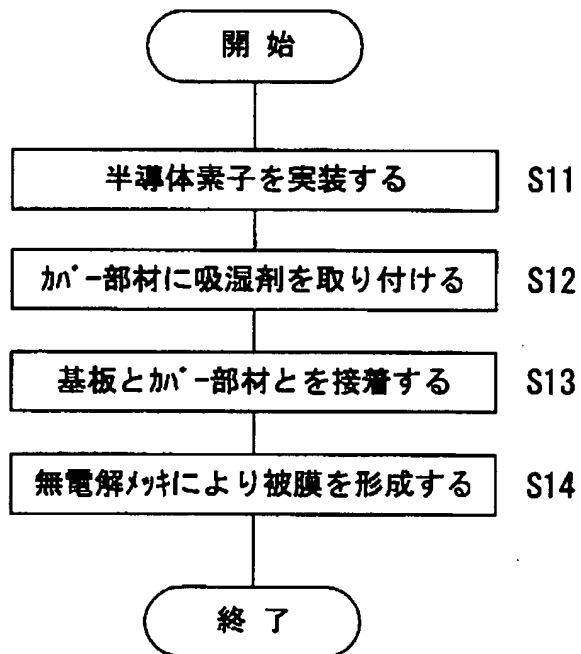 開 始
半導体素子を実装する S11
ｶﾊﾞｰ部材に吸湿剤を取り付ける S12
基板とｶﾊﾞｰ部材とを接着する S13
無電解ﾒｯｷにより被膜を形成する S14
終 了